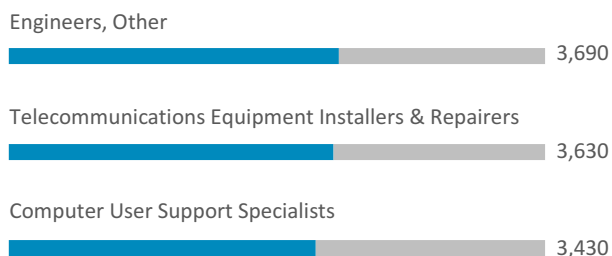 Engineers, Other
3,690
Telecommunications Equipment Installers & Repairers
3,630
Computer User Support Specialists
3,430